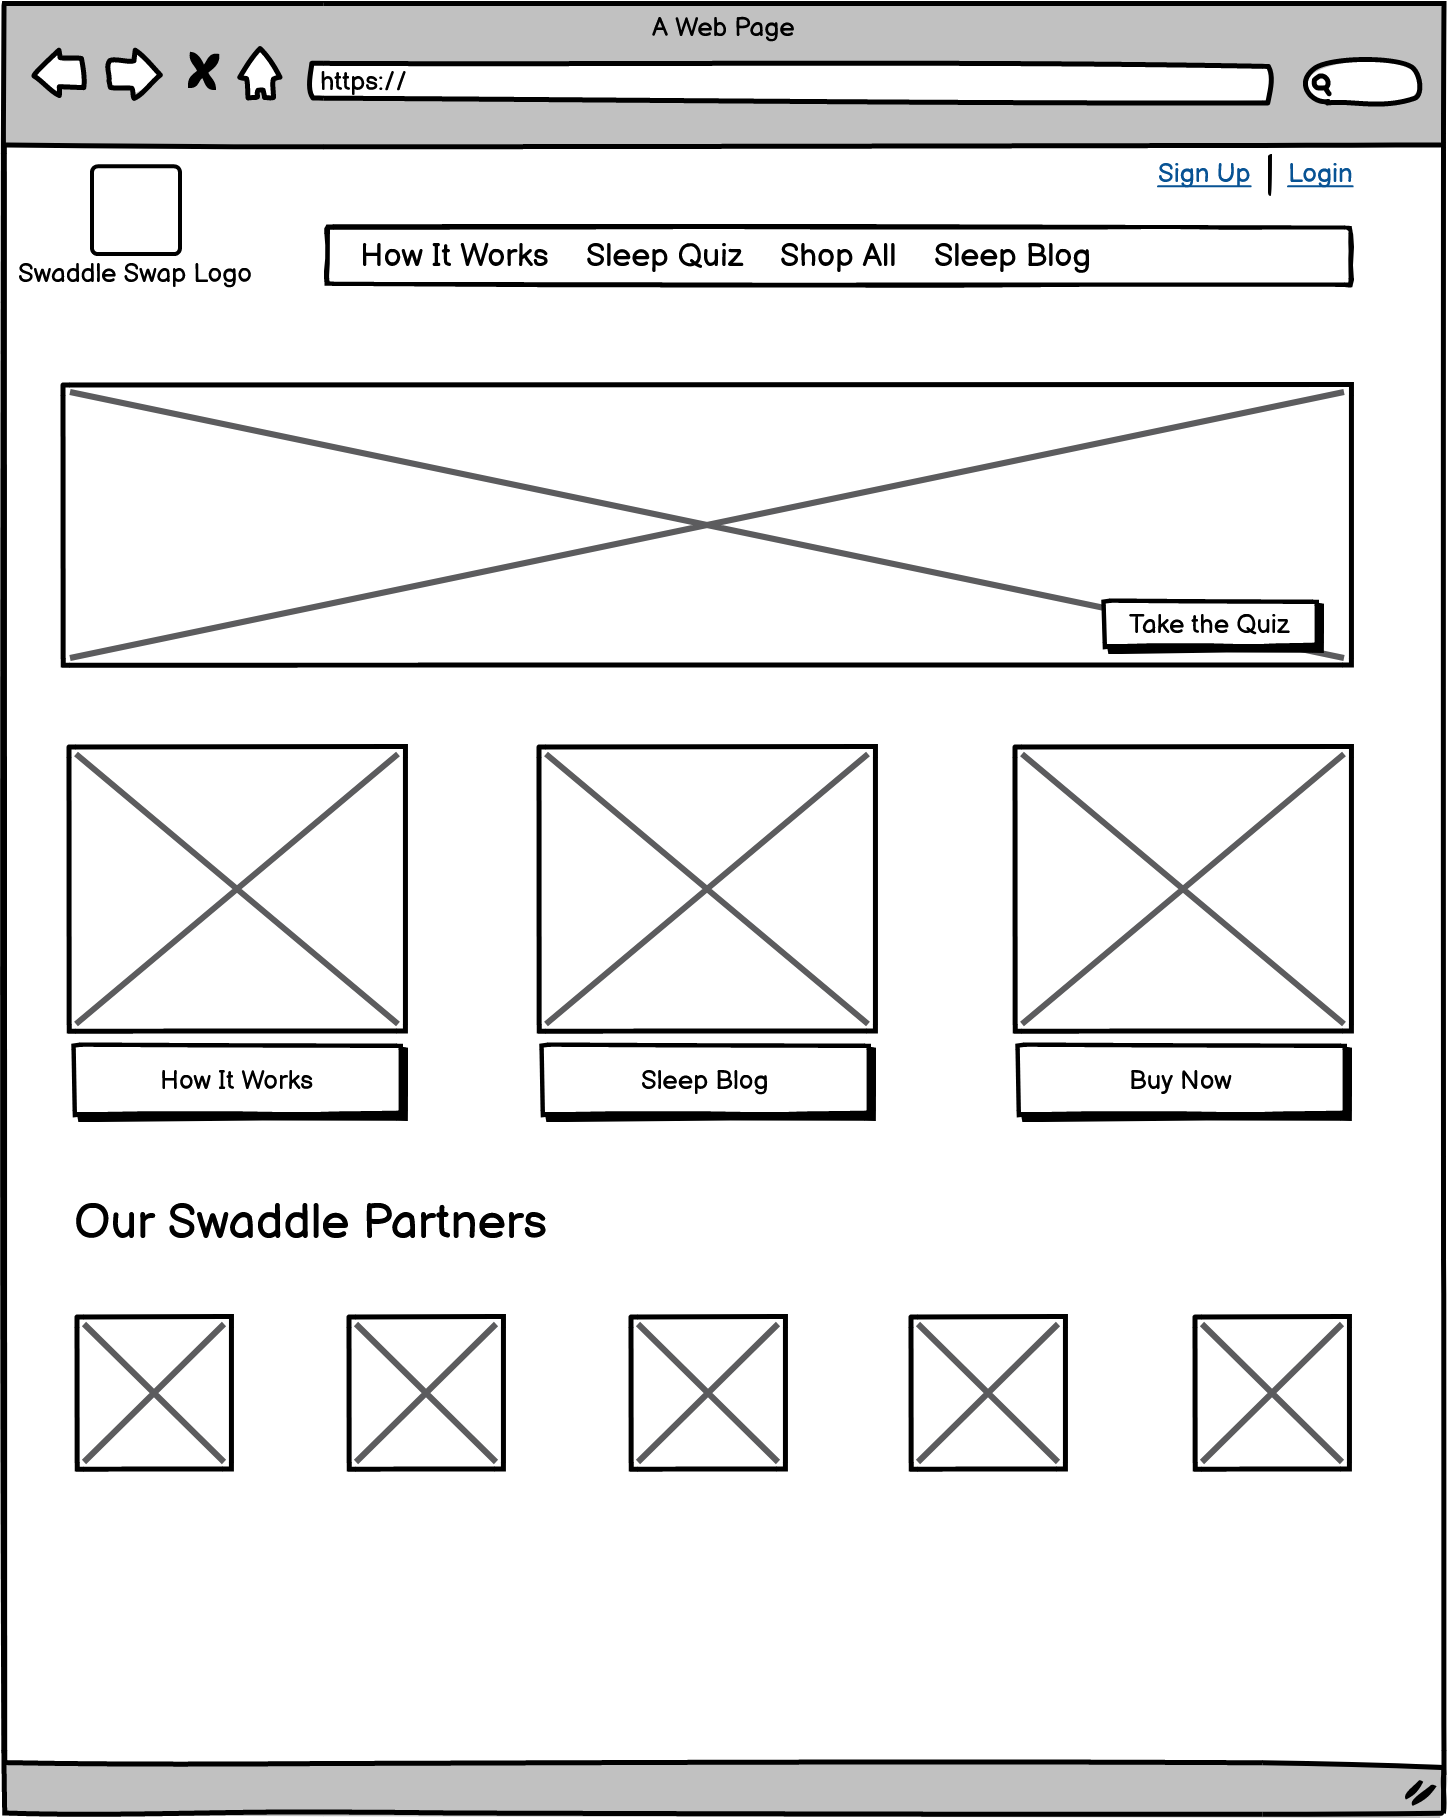 A Web Page
https://
Sign Up Login
Swaddle Swap Logo
How It Works Sleep Quiz Shop All Sleep Blog
Take the Quiz
How It Works
Sleep Blog
Buy Now
Our Swaddle Partners